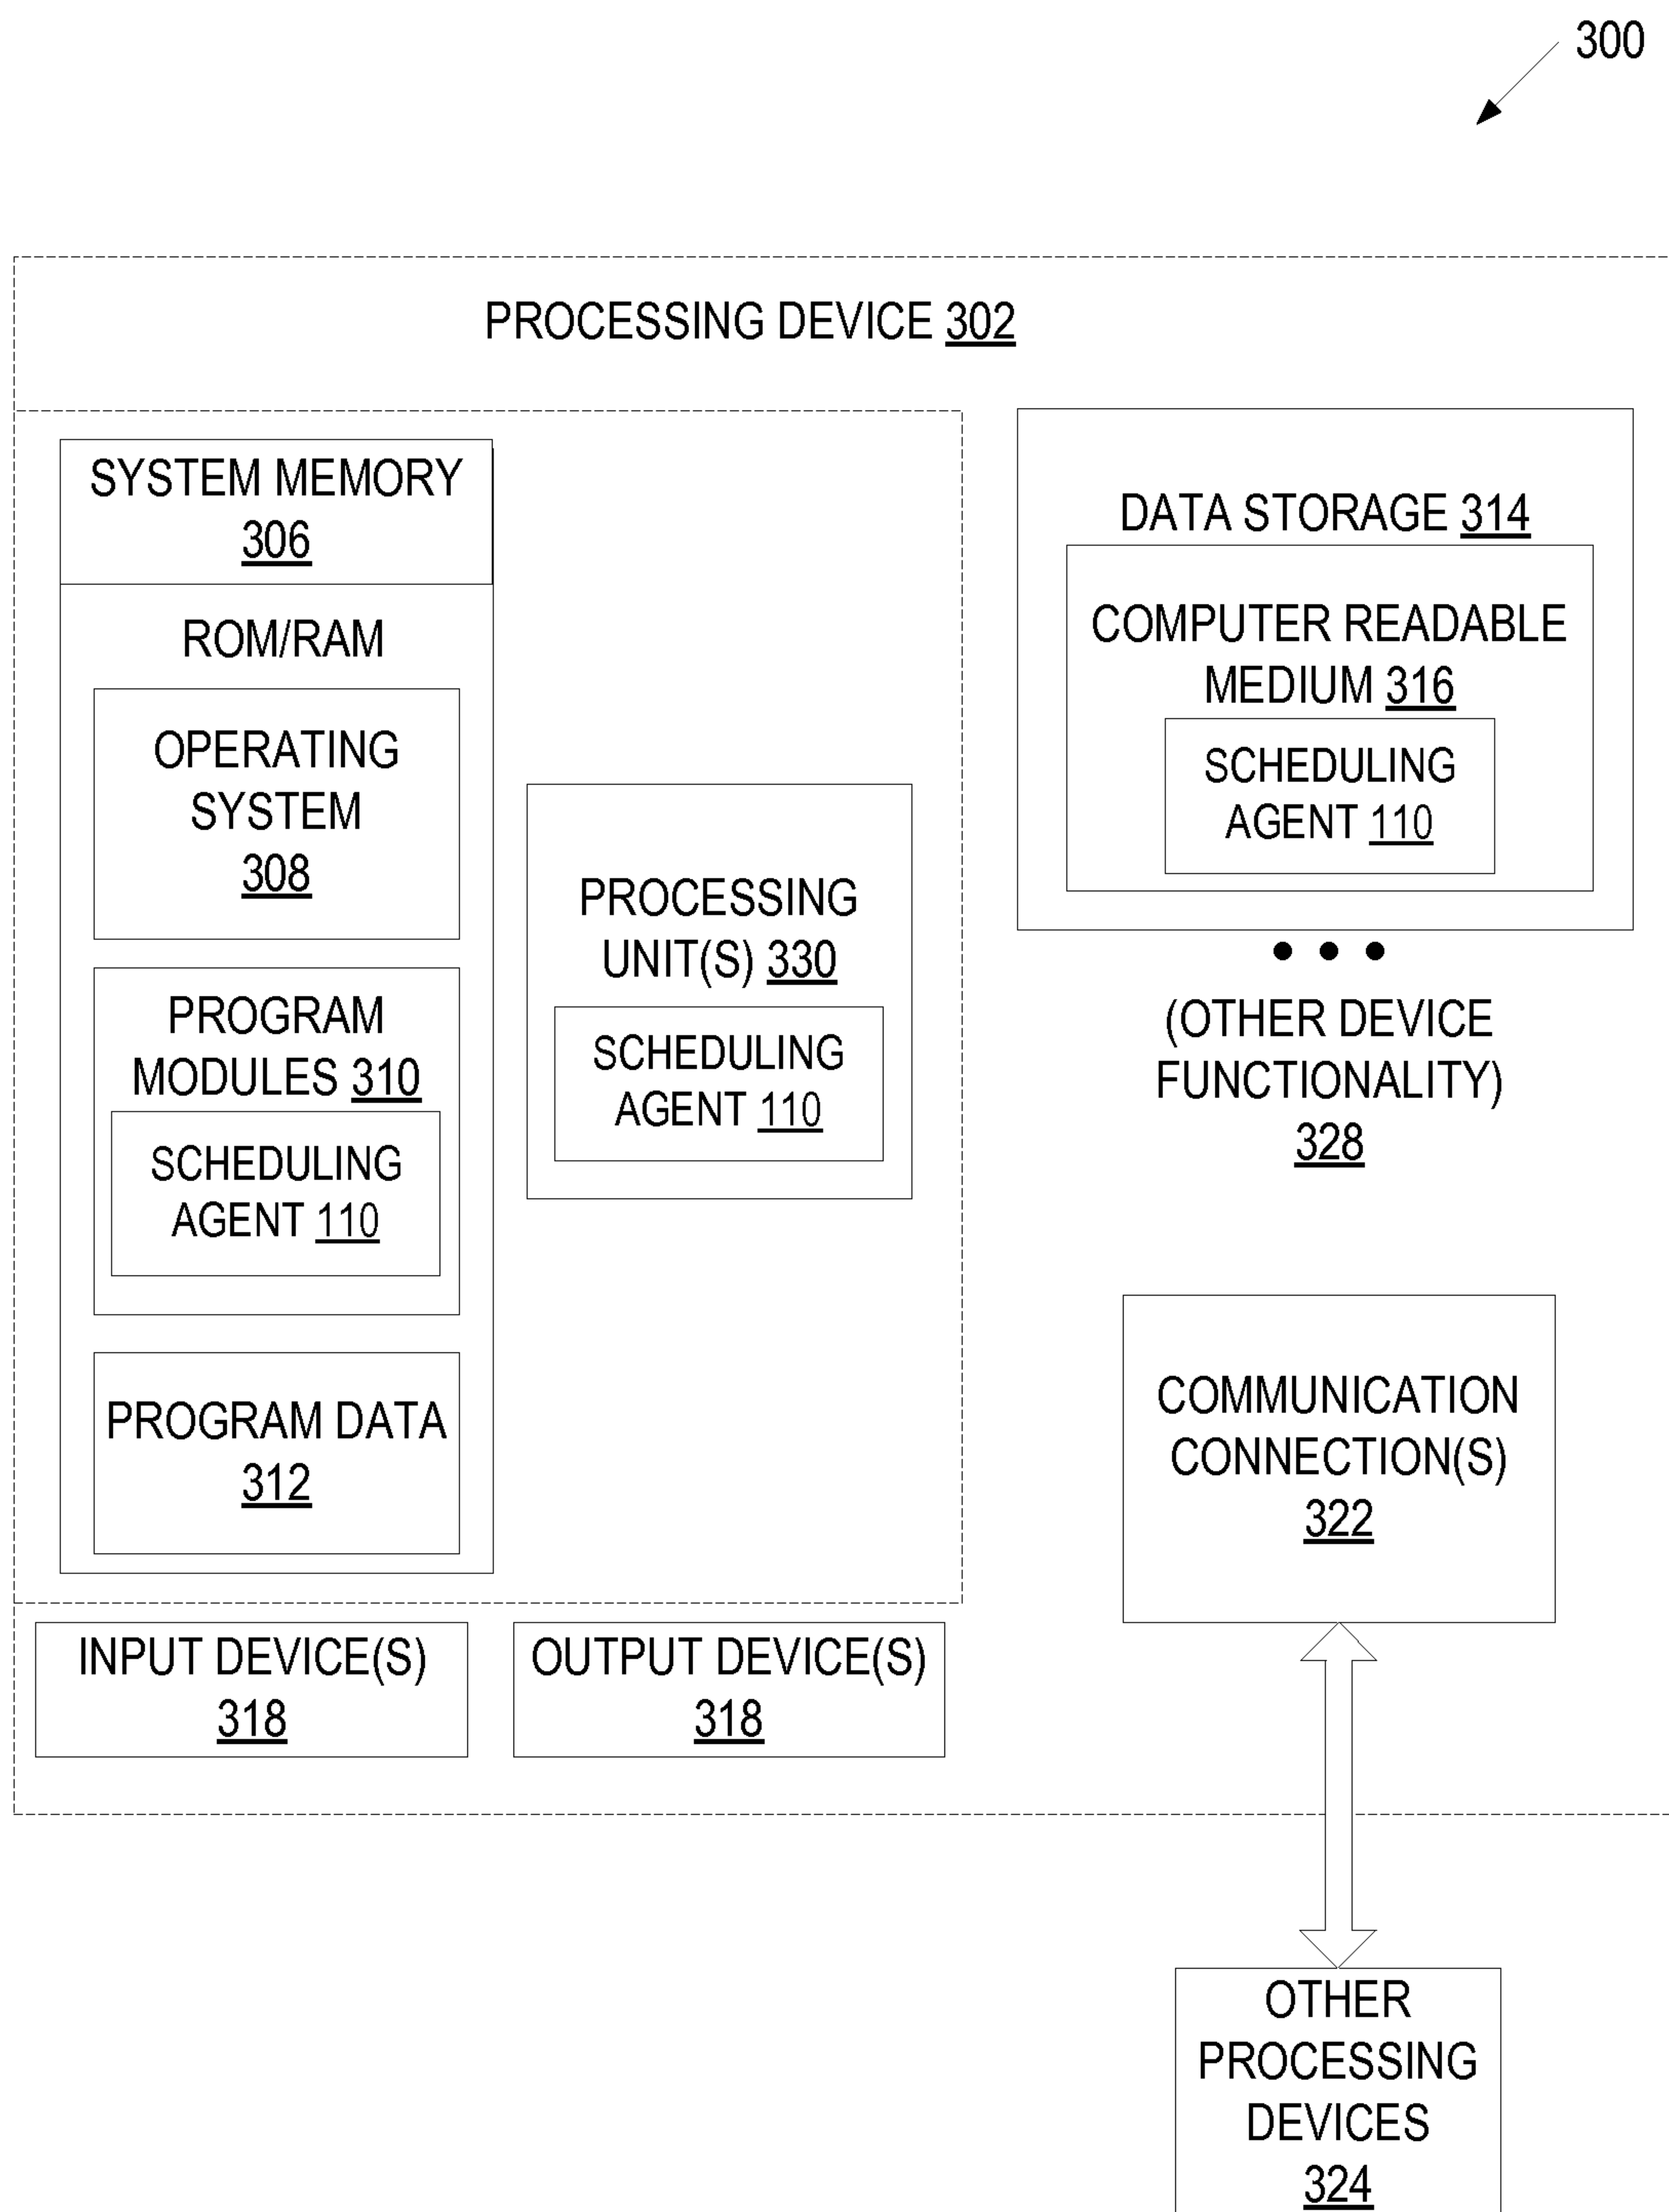 300
PROCESSING DEVICE 302
SYSTEM MEMORY
306
ROM/RAM
OPERATING
SYSTEM
308
PROGRAM
MODULES 310
SCHEDULING
AGENT 110
PROGRAM DATA
312
PROCESSING
UNIT(S) 330
SCHEDULING
AGENT 110
DATA STORAGE 314
COMPUTER READABLE
MEDIUM 316
SCHEDULING
AGENT 110
(OTHER DEVICE
FUNCTIONALITY)
328
COMMUNICATION
CONNECTION(S)
322
INPUT DEVICE(S)
318
OUTPUT DEVICE(S)
318
OTHER
PROCESSING
DEVICES
324